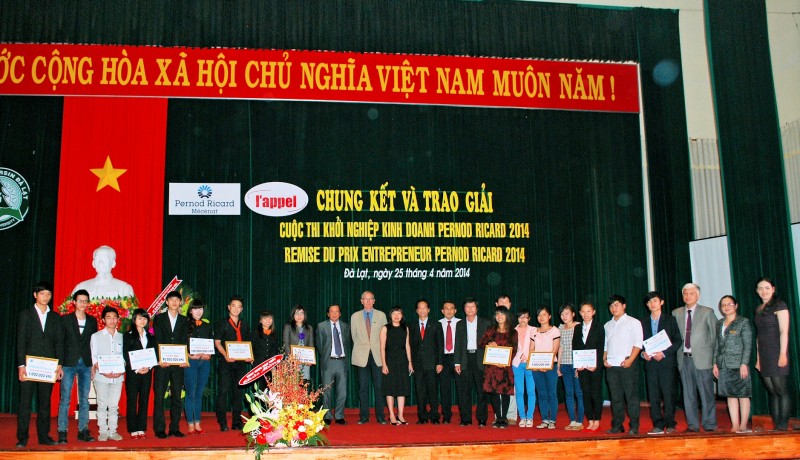 ƯỚC CỘNG HÒA XÃ HỘI CHỦ NGHĨA VIỆT NAM MUÔN NĂM !
Pernod Ricard
Mécénat
l'appel
CHUNG KẾT VÀ TRAO GIẢI
CUỘC THI KHỞI NGHIỆP KINH DOANH PERNOD RICARD 2014
REMISE DU PRIX ENTREPRENEUR PERNOD RICARD 2014
Đà Lạt, ngày 25 tháng 4 năm 2014